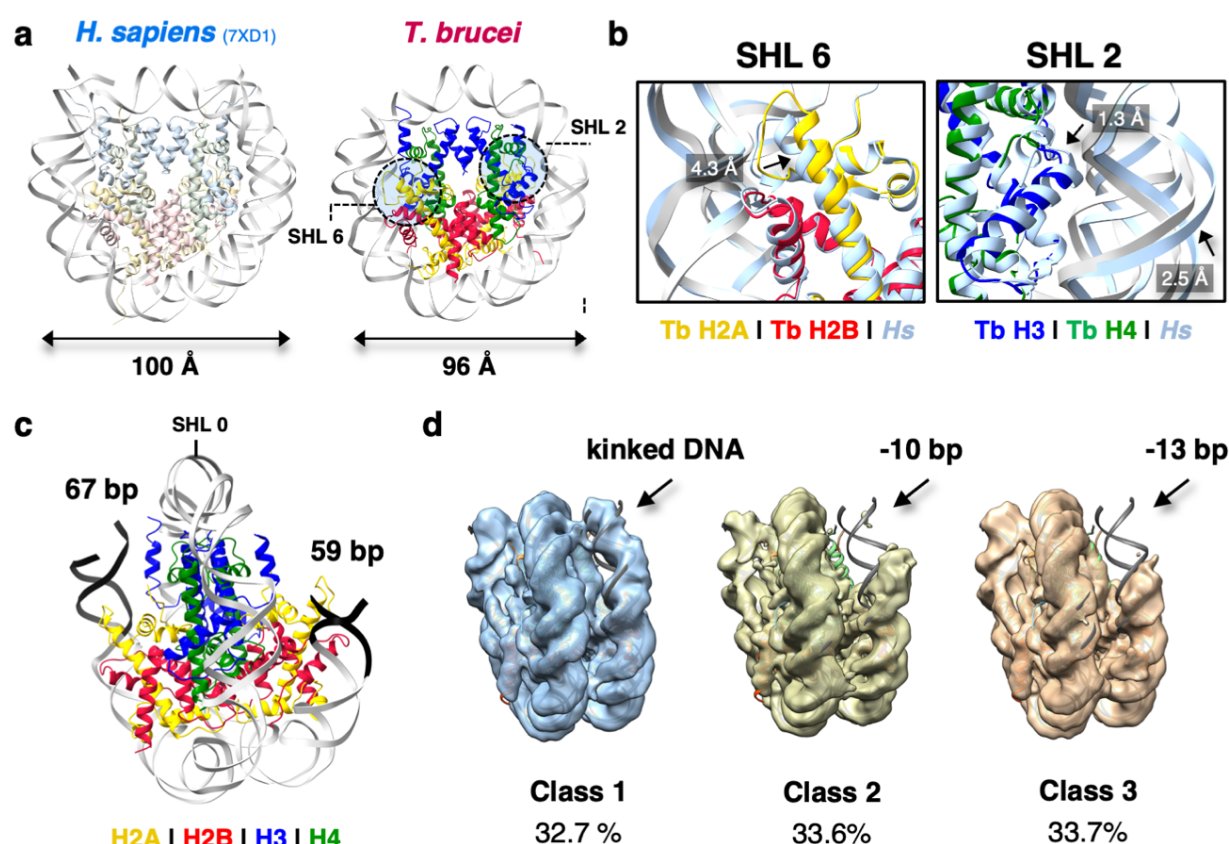 a
H. sapiens (7XD1)
T. brucei
SHL 2
SHL 6
100 Å
96 Å
b
SHL 6
SHL 2
4.3 Å
1.3 Å
2.5 Å
Tb H2A I Tb H2B I Hs
Tb H3 I Tb H4 I Hs
c
SHL 0
67 bp
59 bp
H2A I H2B I H3 I H4
d
kinked DNA
-10 bp
-13 bp
Class 1
32.7 %
Class 2
33.6%
Class 3
33.7%